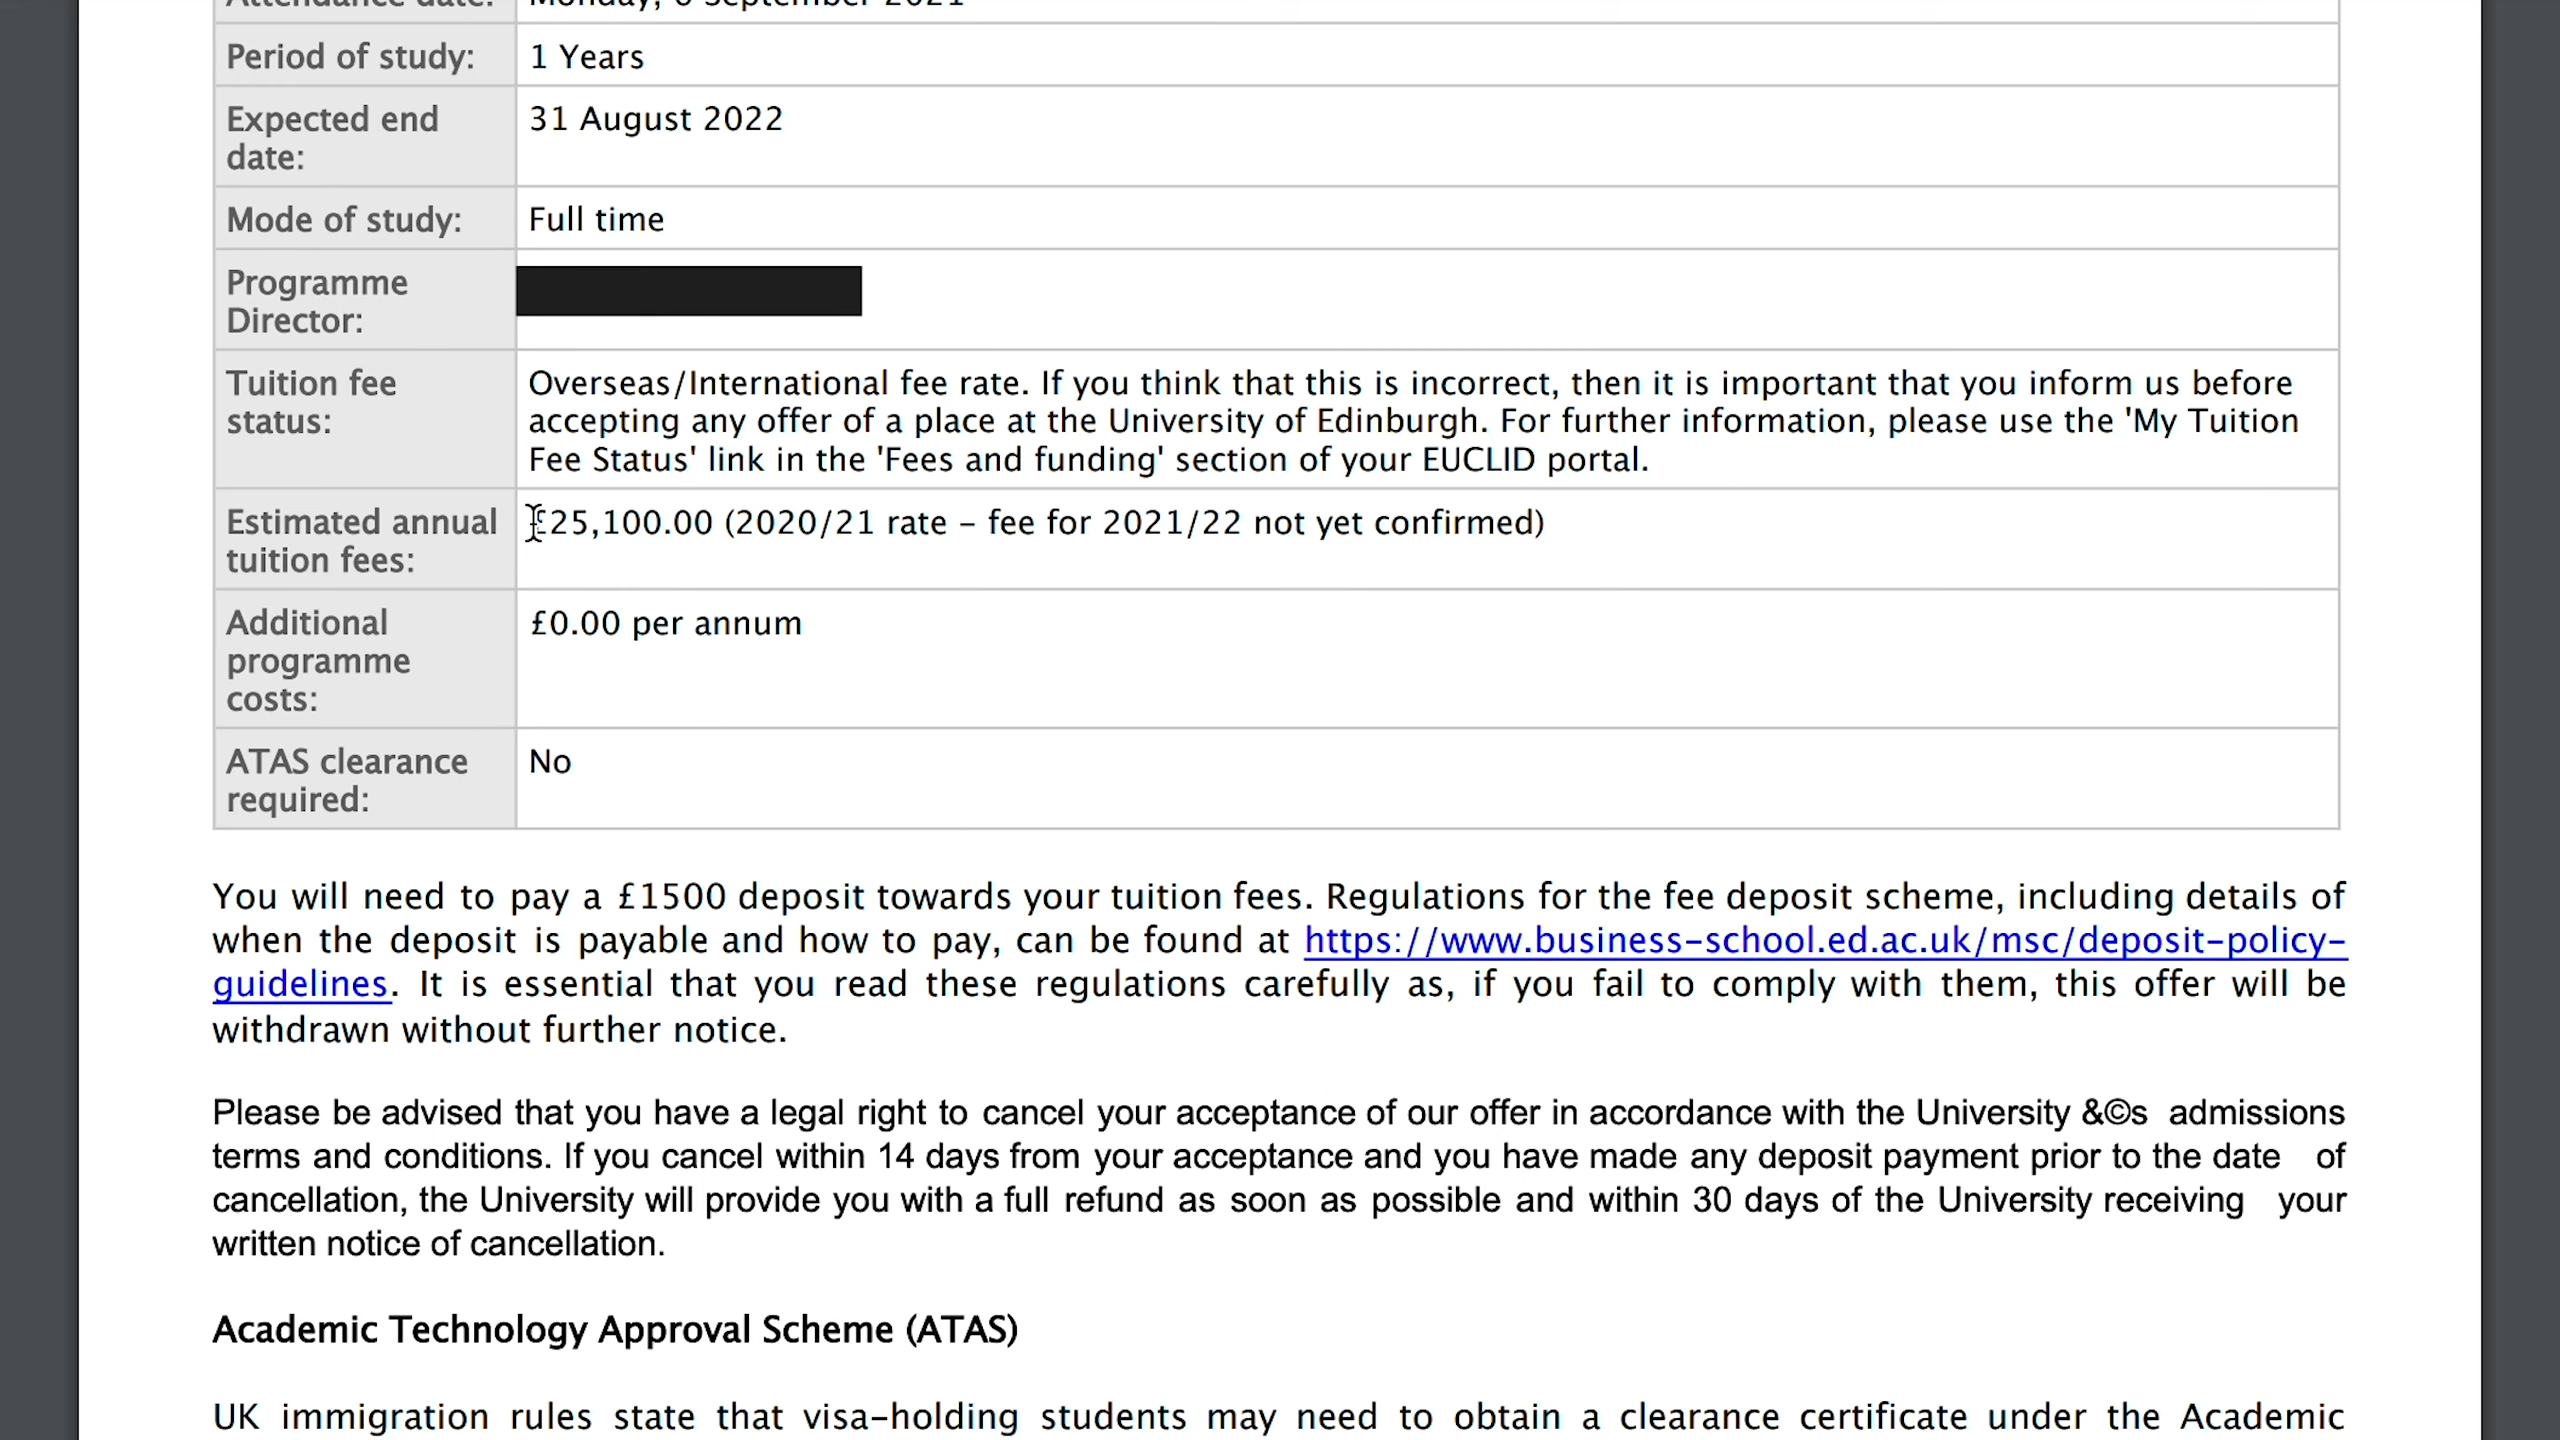 Attendance date: Monday, 6 September 2021
Period of study: 1 Years
Expected end
date:
31 August 2022
Mode of study: Full time
Programme
Director:
Tuition fee
status:
Overseas/International fee rate. If you think that this is incorrect, then it is important that you inform us before
accepting any offer of a place at the University of Edinburgh. For further information, please use the 'My Tuition
Fee Status' link in the 'Fees and funding' section of your EUCLID portal.
Estimated annual
tuition fees:
£25,100.00 (2020/21 rate – fee for 2021/22 not yet confirmed)
Additional
programme
costs:
£0.00 per annum
ATAS clearance
required:
No
You will need to pay a £1500 deposit towards your tuition fees. Regulations for the fee deposit scheme, including details of
when the deposit is payable and how to pay, can be found at https://www.business-school.ed.ac.uk/msc/deposit-policy-
guidelines. It is essential that you read these regulations carefully as, if you fail to comply with them, this offer will be
withdrawn without further notice.
Please be advised that you have a legal right to cancel your acceptance of our offer in accordance with the University &©s admissions
terms and conditions. If you cancel within 14 days from your acceptance and you have made any deposit payment prior to the date of
cancellation, the University will provide you with a full refund as soon as possible and within 30 days of the University receiving your
written notice of cancellation.
Academic Technology Approval Scheme (ATAS)
UK immigration rules state that visa-holding students may need to obtain a clearance certificate under the Academic